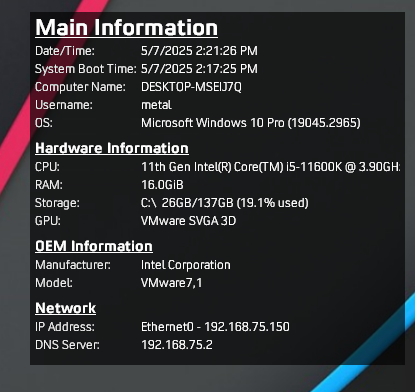 Main Information
Date/Time: 5/7/2025 2:21:26 PM
System Boot Time: 5/7/2025 2:17:25 PM
Computer Name: DESKTOP-MSEIJ7Q
Username: metal
OS: Microsoft Windows 10 Pro (19045.2965)
Hardware Information
CPU: 11th Gen Intel(R) Core(TM) i5-11600K @ 3.90GH:
RAM: 16.0GiB
Storage: C:\ 26GB/137GB (19.1% used)
GPU: VMware SVGA 3D
OEM Information
Manufacturer: Intel Corporation
Model: VMware7,1
Network
IP Address: Ethernet0 - 192.168.75.150
DNS Server: 192.168.75.2